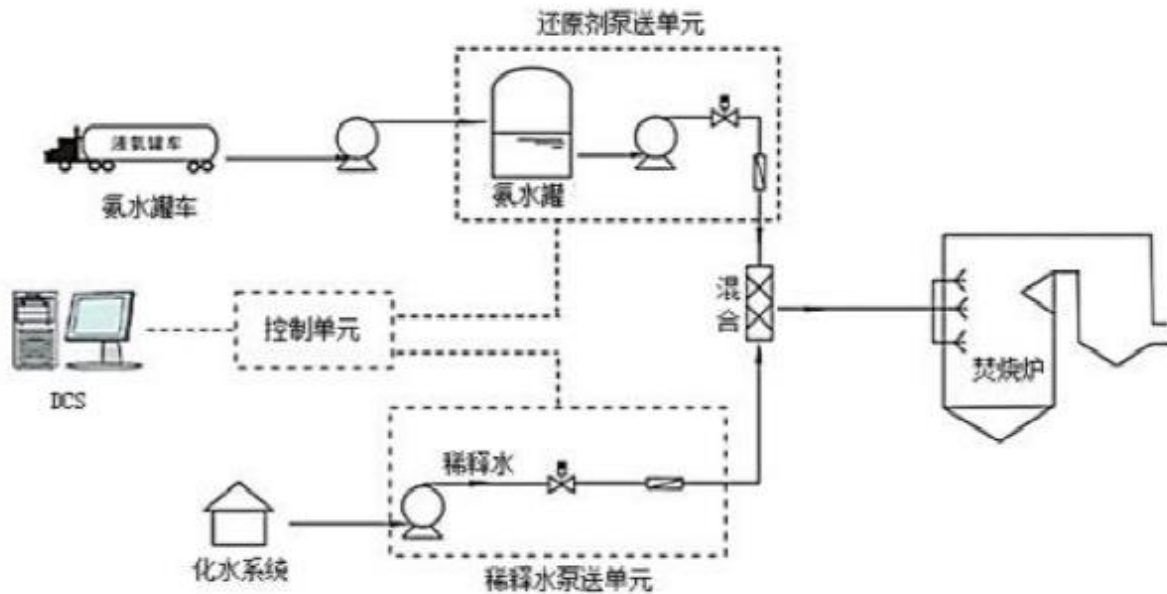 还原剂泵送单元
液氨罐车
氨水罐车
氨水罐
混
合
控制单元
DCS
焚烧炉
稀释水
化水系统
稀释水泵送单元